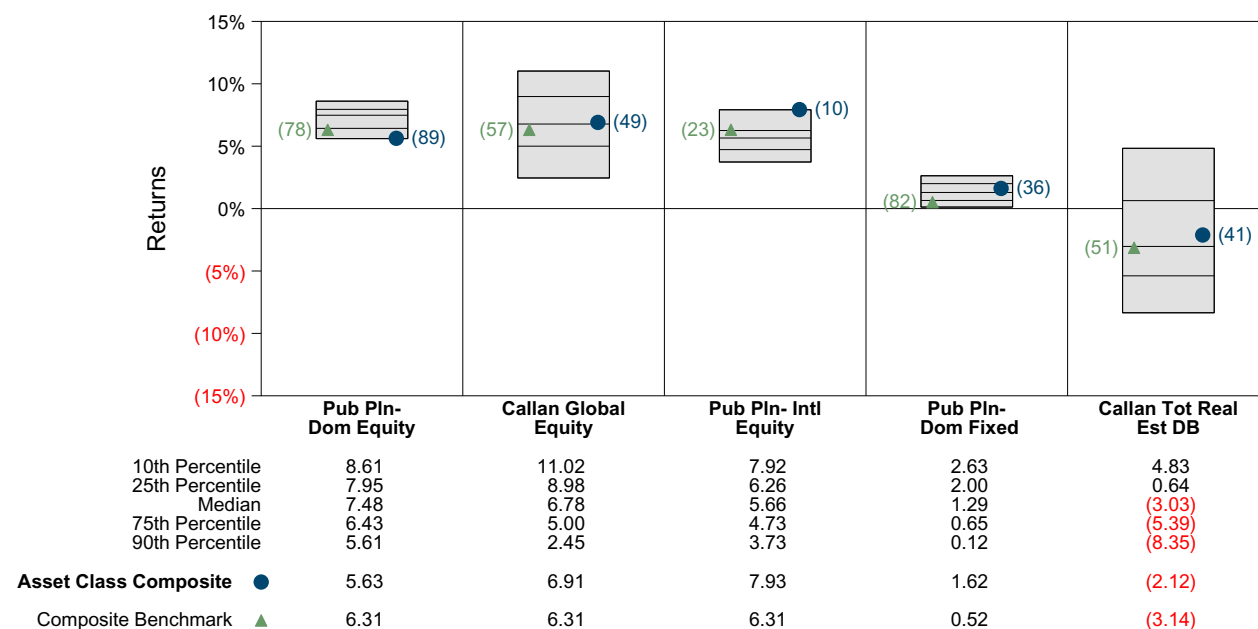 15%
10%
5%
0%
(5%)
(10%)
(15%)
Returns
(78) (89)
(57) (49)
(23) (10)
(82) (36)
(51) (41)
Pub Pln- Callan Global Pub Pln- Intl Pub Pln- Callan Tot Real
Dom Equity Equity Equity Dom Fixed Est DB
10th Percentile 8.61 11.02 7.92 2.63 4.83
25th Percentile 7.95 8.98 6.26 2.00 0.64
Median 7.48 6.78 5.66 1.29 (3.03)
75th Percentile 6.43 5.00 4.73 0.65 (5.39)
90th Percentile 5.61 2.45 3.73 0.12 (8.35)
Asset Class Composite 5.63 6.91 7.93 1.62 (2.12)
Composite Benchmark 6.31 6.31 6.31 0.52 (3.14)